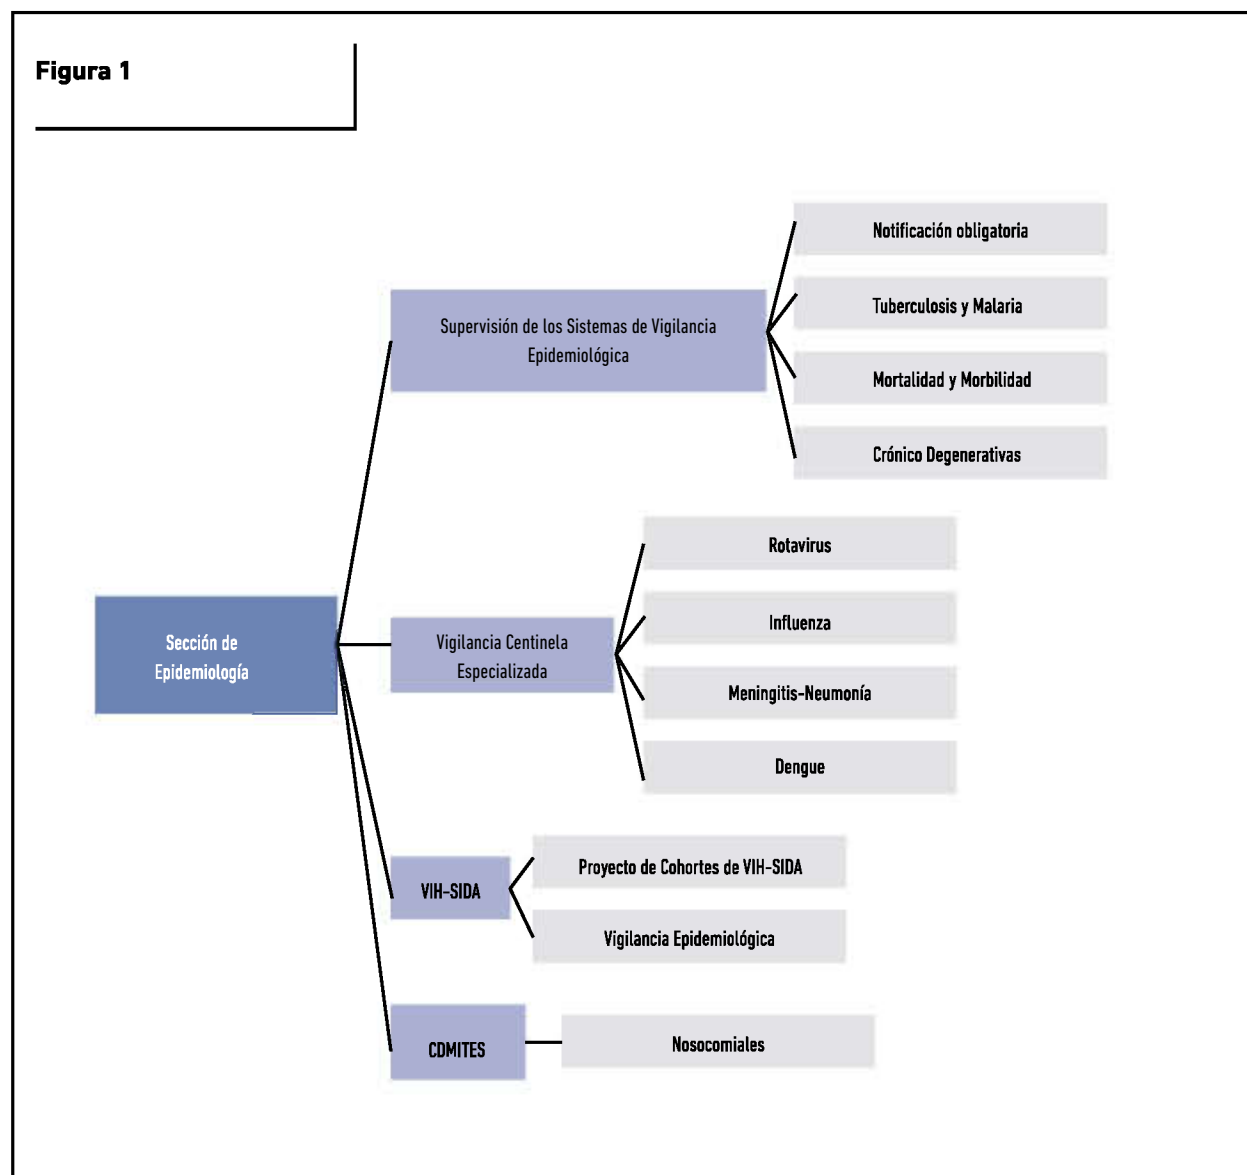 Figura 1
Notificación obligatoria
Tuberculosis y Malaria
Supervisión de los Sistemas de Vigilancia
Epidemiológica
Mortalidad y Morbilidad
Crónico Degenerativas
Rotavirus
Influenza
Sección de
Epidemiología
Vigilancia Centinela
Especializada
Meningitis-Neumonía
Dengue
VIH-SIDA
Proyecto de Cohortes de VIH-SIDA
Vigilancia Epidemiológica
CDMITES
Nosocomiales